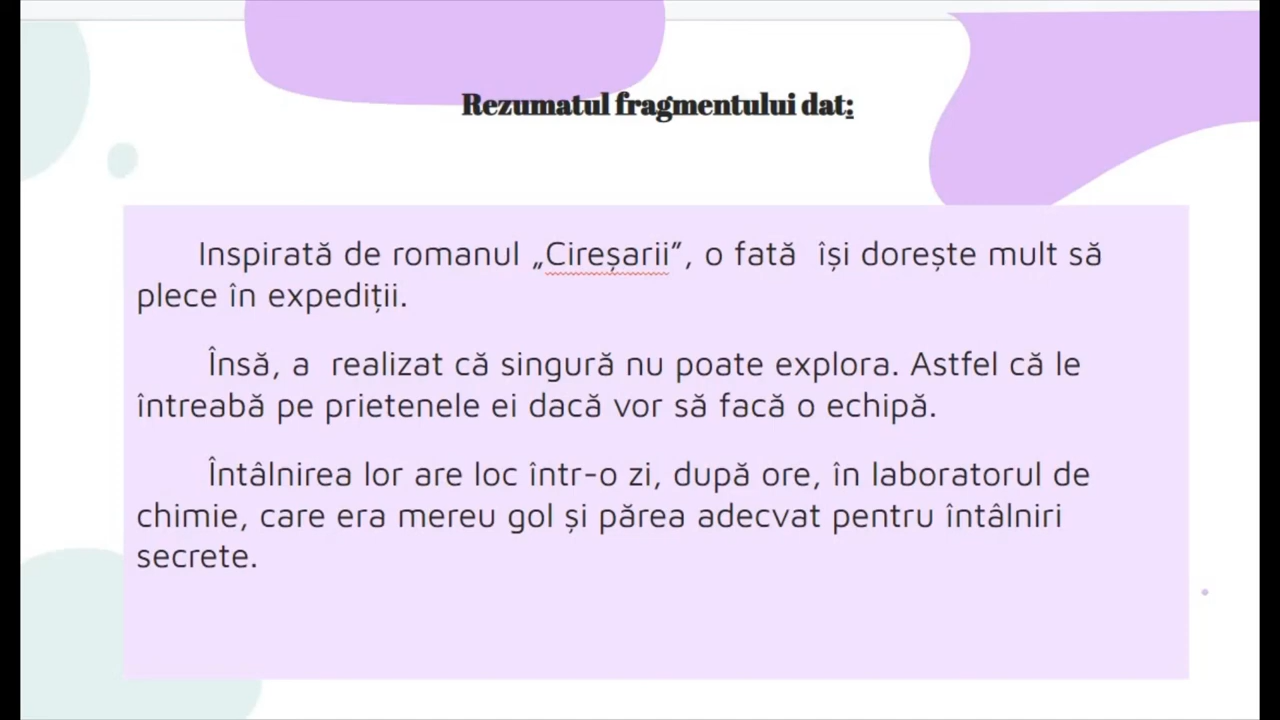 Rezumatul fragmentului dat:
Inspirată de romanul „Cireșarii”, o fată își dorește mult să
plece în expediții.
Însă, a realizat că singură nu poate explora. Astfel că le
întreabă pe prietenele ei dacă vor să facă o echipă.
Întâlnirea lor are loc într-o zi, după ore, în laboratorul de
chimie, care era mereu gol și părea adecvat pentru întâlniri
secrete.